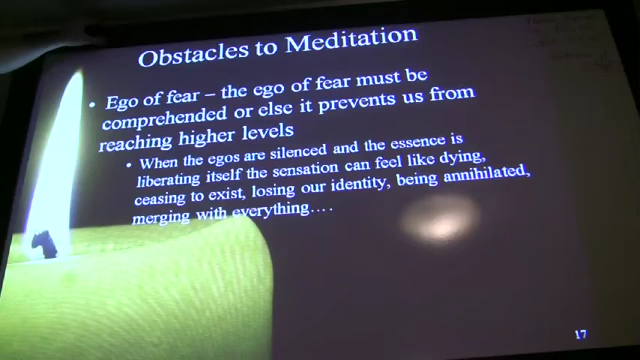 Obstacles to Meditation
• Ego of fear – the ego of fear must be
comprehended or else it prevents us from
reaching higher levels
• When the egos are silenced and the essence is
liberating itself the sensation can feel like dying,
ceasing to exist, losing our identity, being annihilated,
merging with everything….
17